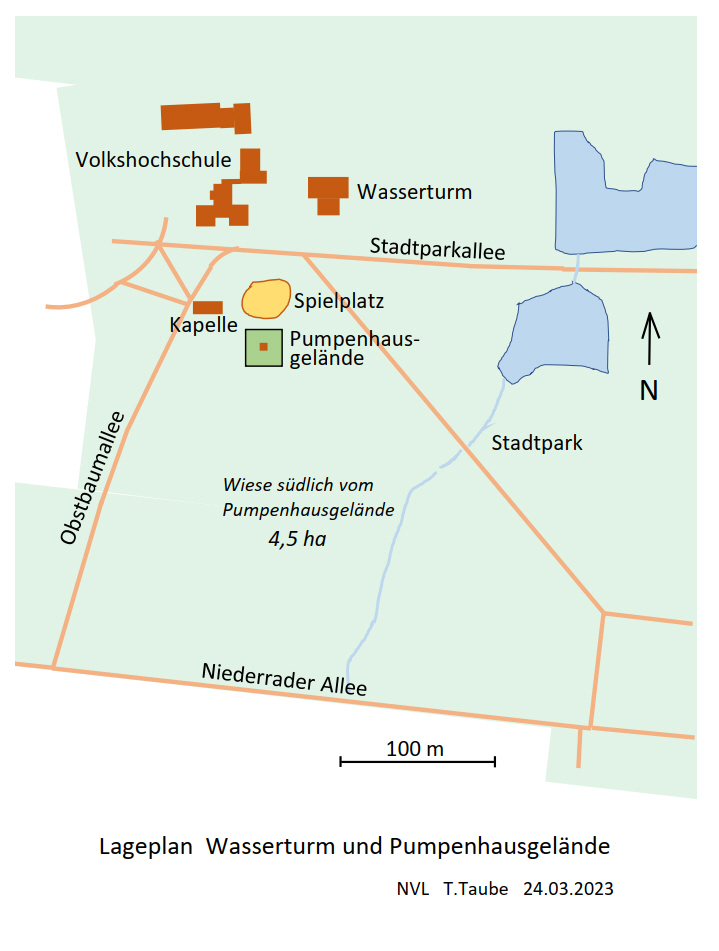 Volkshochschule
Wasserturm
Stadtparkallee
Spielplatz
Kapelle
Pumpenhaus-
gelände
N
Stadtpark
Obstbaumallee
Wiese südlich vom
Pumpenhausgelände
4,5 ha
Niederrader Allee
100 m
Lageplan Wasserturm und Pumpenhausgelände
NVL T.Taube 24.03.2023